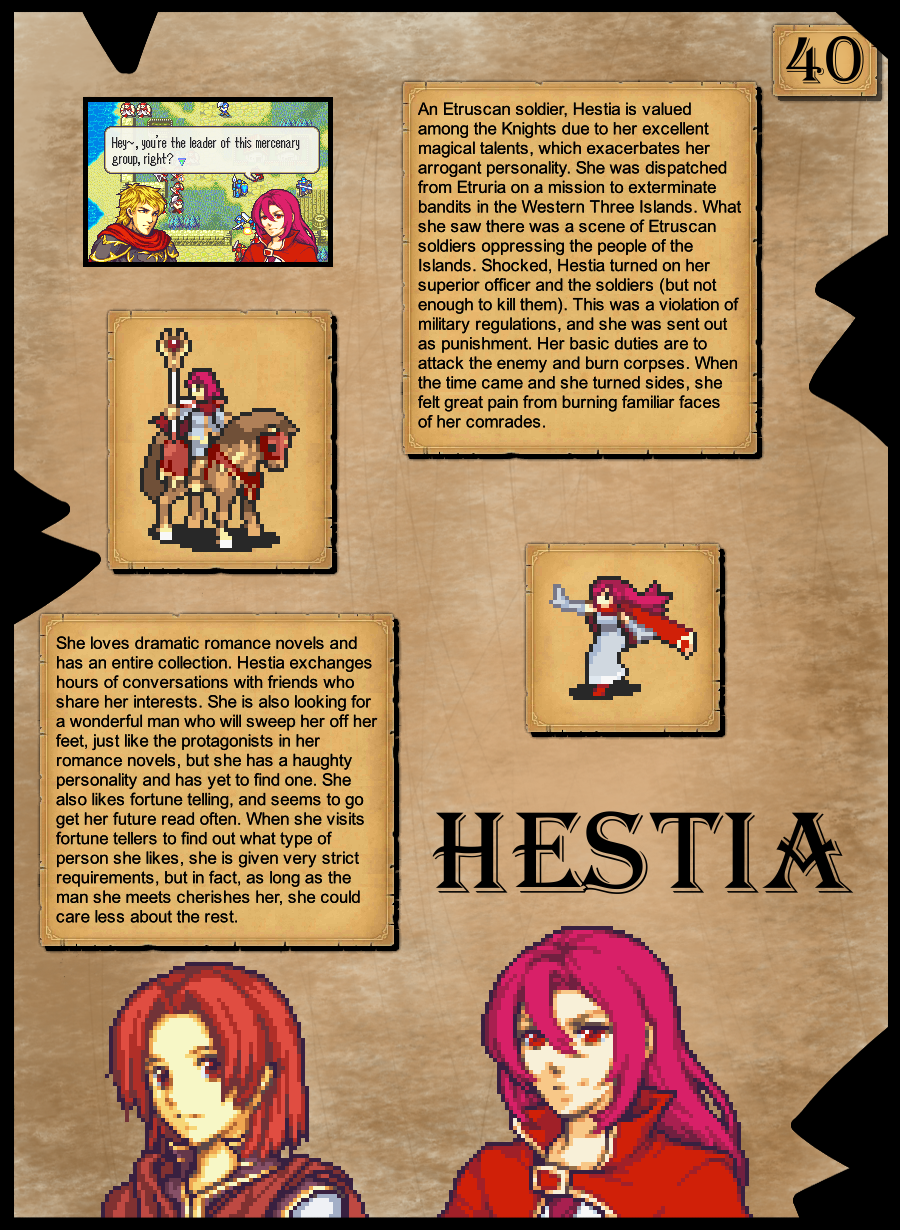 40
Hey~, you're the leader of this mercenary
group, right?
An Etruscan soldier, Hestia is valued
among the Knights due to her excellent
magical talents, which exacerbates her
arrogant personality. She was dispatched
from Etruria on a mission to exterminate
bandits in the Western Three Islands. What
she saw there was a scene of Etruscan
soldiers oppressing the people of the
Islands. Shocked, Hestia turned on her
superior officer and the soldiers (but not
enough to kill them). This was a violation of
military regulations, and she was sent out
as punishment. Her basic duties are to
attack the enemy and burn corpses. When
the time came and she turned sides, she
felt great pain from burning familiar faces
of her comrades.
She loves dramatic romance novels and
has an entire collection. Hestia exchanges
hours of conversations with friends who
share her interests. She is also looking for
a wonderful man who will sweep her off her
feet, just like the protagonists in her
romance novels, but she has a haughty
personality and has yet to find one. She
also likes fortune telling, and seems to go
get her future read often. When she visits
fortune tellers to find out what type of
person she likes, she is given very strict
requirements, but in fact, as long as the
man she meets cherishes her, she could
care less about the rest.
HESTIA